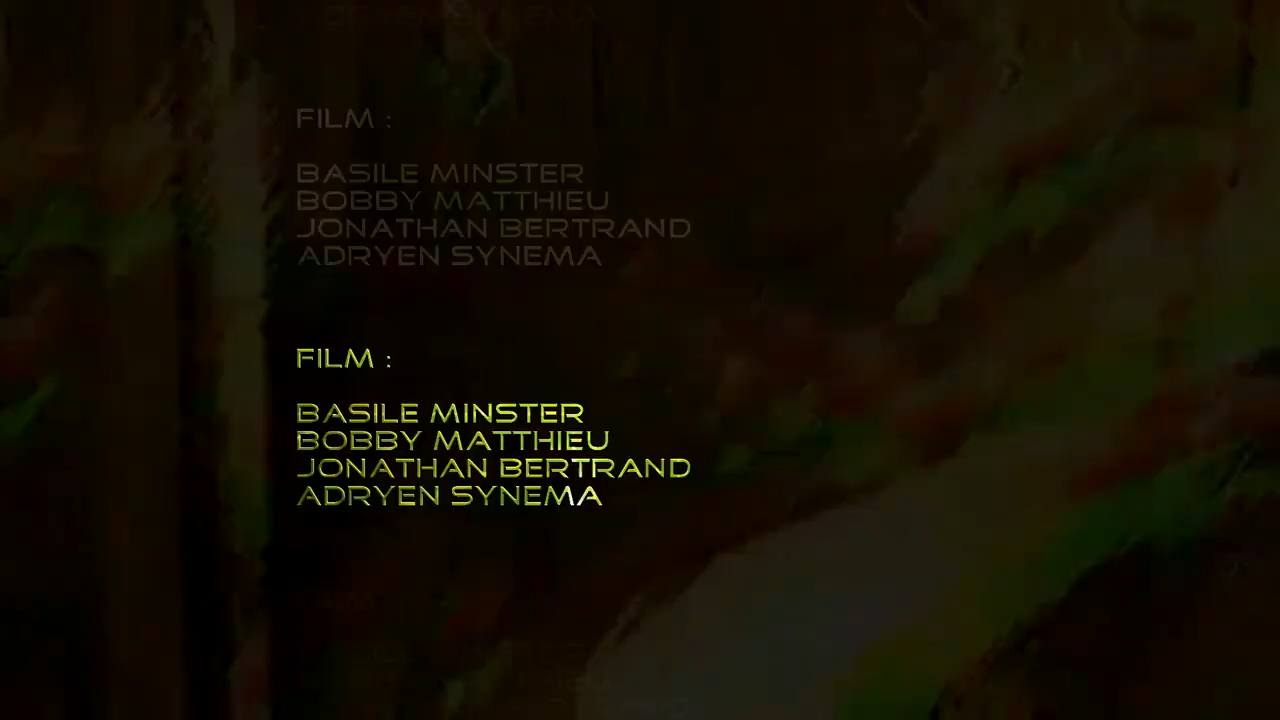 FILM :
BASILE MINSTER
BOBBY MATTHIEU
JONATHAN BERTRAND
ADRYEN SYNEMA
FILM :
BASILE MINSTER
BOBBY MATTHIEU
JONATHAN BERTRAND
ADRYEN SYNEMA